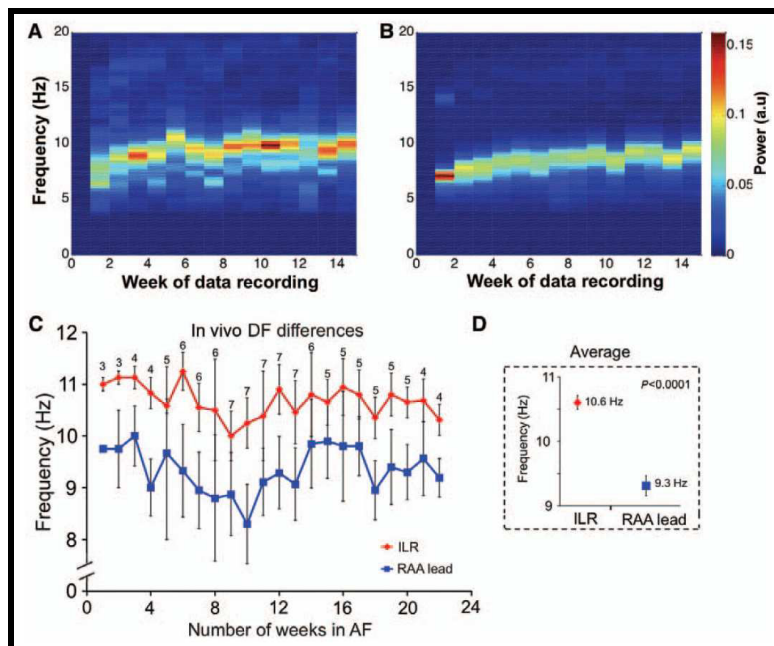 A
B
20
15
10
5
0
Frequency (Hz)
0 2 4 6 8 10 12 14
Week of data recording
20
15
10
5
0
0 2 4 6 8 10 12 14
Week of data recording
0.15
0.1
0.05
0
Power (a.u)
C
In vivo DF differences
12
11
10
9
8
0
Frequency (Hz)
3 3 4 4 5 6 6 6 7 7 7 7 7 6 5 5 5 5 5 5 4 4
ILR
RAA lead
0 4 8 12 16 20 24
Number of weeks in AF
D
Average
P<0.0001
11
10
9
Frequency (Hz)
10.6 Hz
9.3 Hz
ILR RAA lead